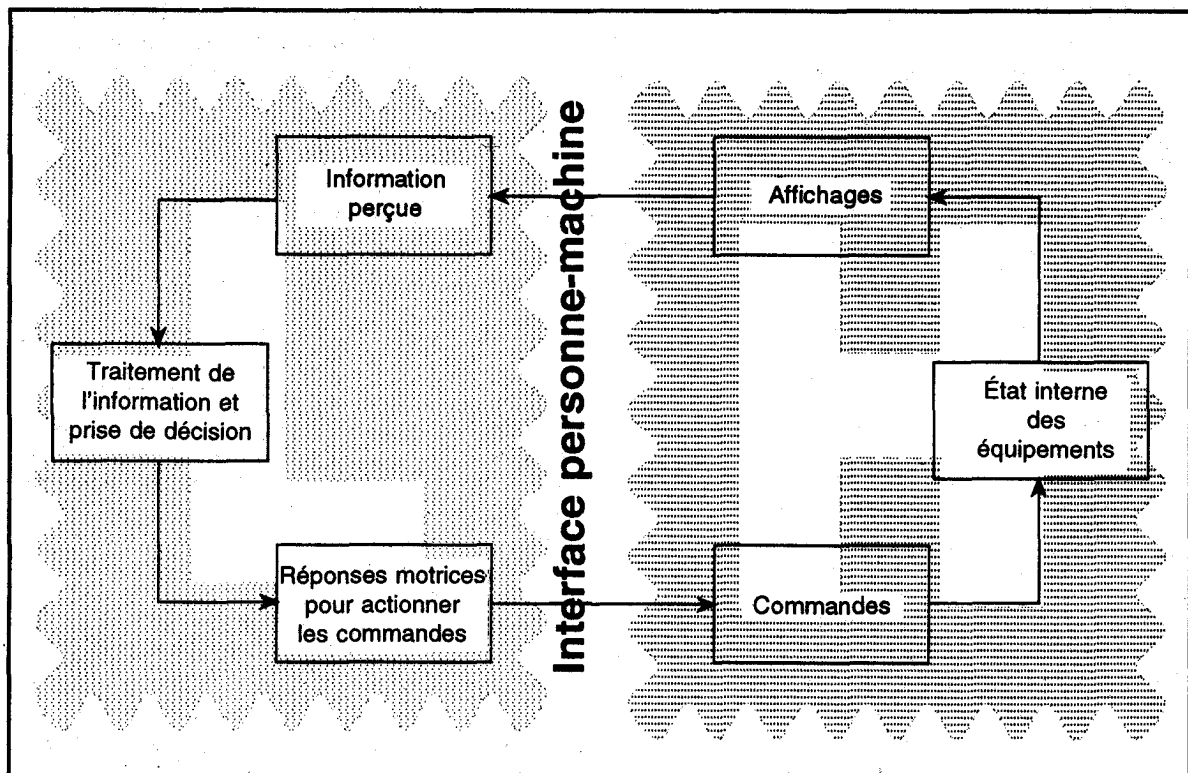 Information
perçue
Affichages
Interface personne-machine
Traitement de
l'information et
prise de décision
État interne
des
équipements
Réponses motrices
pour actionner
les commandes
Commandes